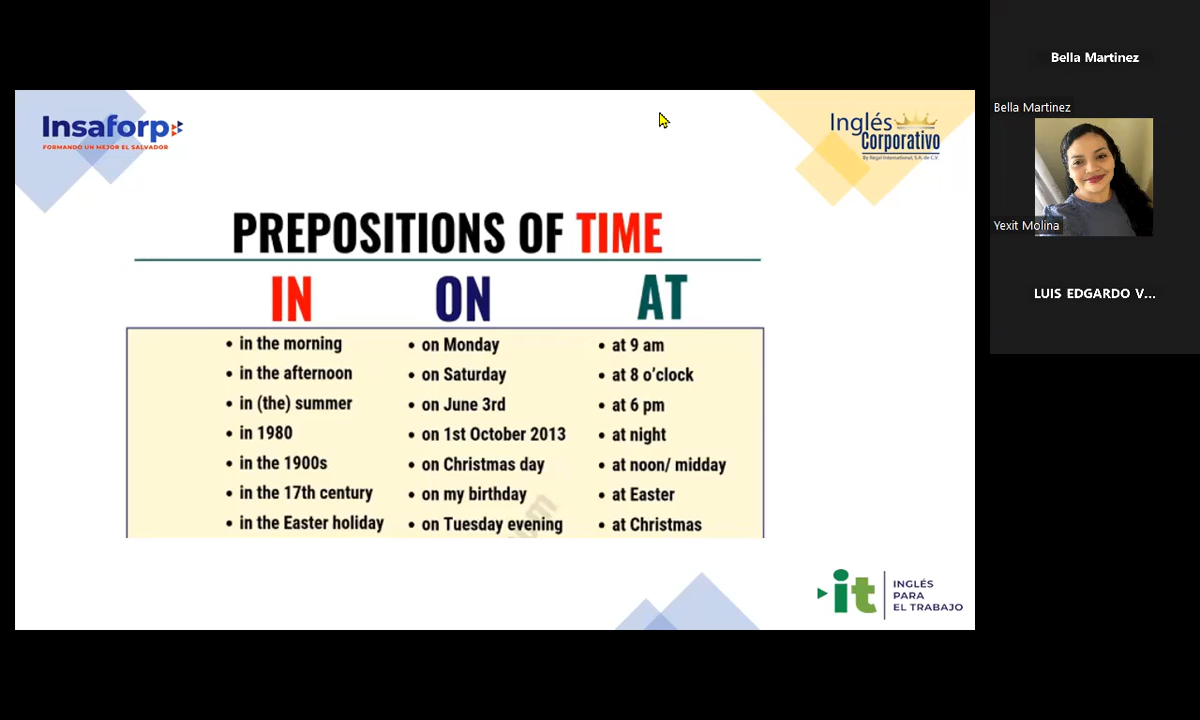 Insaforp
FORMANDO UN MEJOR EL SALVADOR
Inglés
Corporativo
By Regal International, S.A. de C.V.
PREPOSITIONS OF TIME
IN
ON
AT
• in the morning
• in the afternoon
• in (the) summer
• in 1980
• in the 1900s
• in the 17th century
• in the Easter holiday
• on Monday
• on Saturday
• on June 3rd
• on 1st October 2013
• on Christmas day
• on my birthday
• on Tuesday evening
• at 9 am
• at 8 o'clock
• at 6 pm
• at night
• at noon/ midday
• at Easter
• at Christmas
it
INGLÉS
PARA
EL TRABAJO
Bella Martinez
Bella Martinez
Yexit Molina
LUIS EDGARDO V...